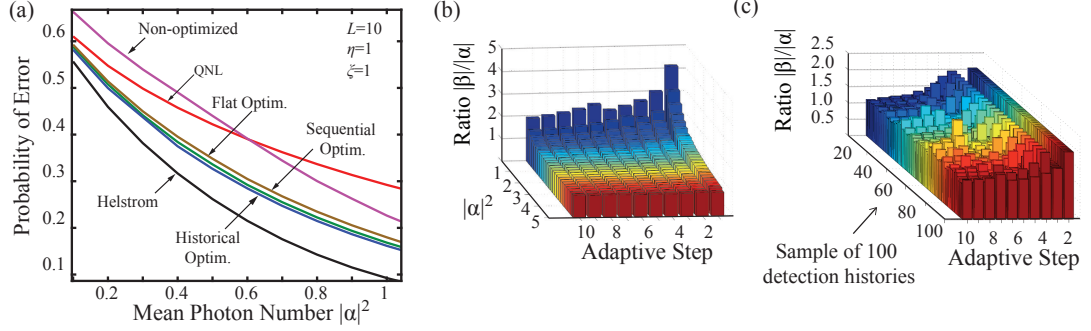 (a)
Probability of Error
0.6
0.5
0.4
0.3
0.2
0.1
Non-optimized
QNL
Flat Optim.
Sequential
Optim.
Helstrom
Historical
Optim.
L=10
η=1
ξ=1
0.2
0.4
0.6
0.8
1
Mean Photon Number |α|²
(b)
Ratio |β|/|α|
5
4
3
2
1
1
2
3
4
5
|α|²
10
8
6
4
2
Adaptive Step
(c)
Ratio |β|/|α|
2.5
2.0
1.5
1.0
0.5
20
40
60
80
100
Sample of 100
detection histories
10
8
6
4
2
Adaptive Step